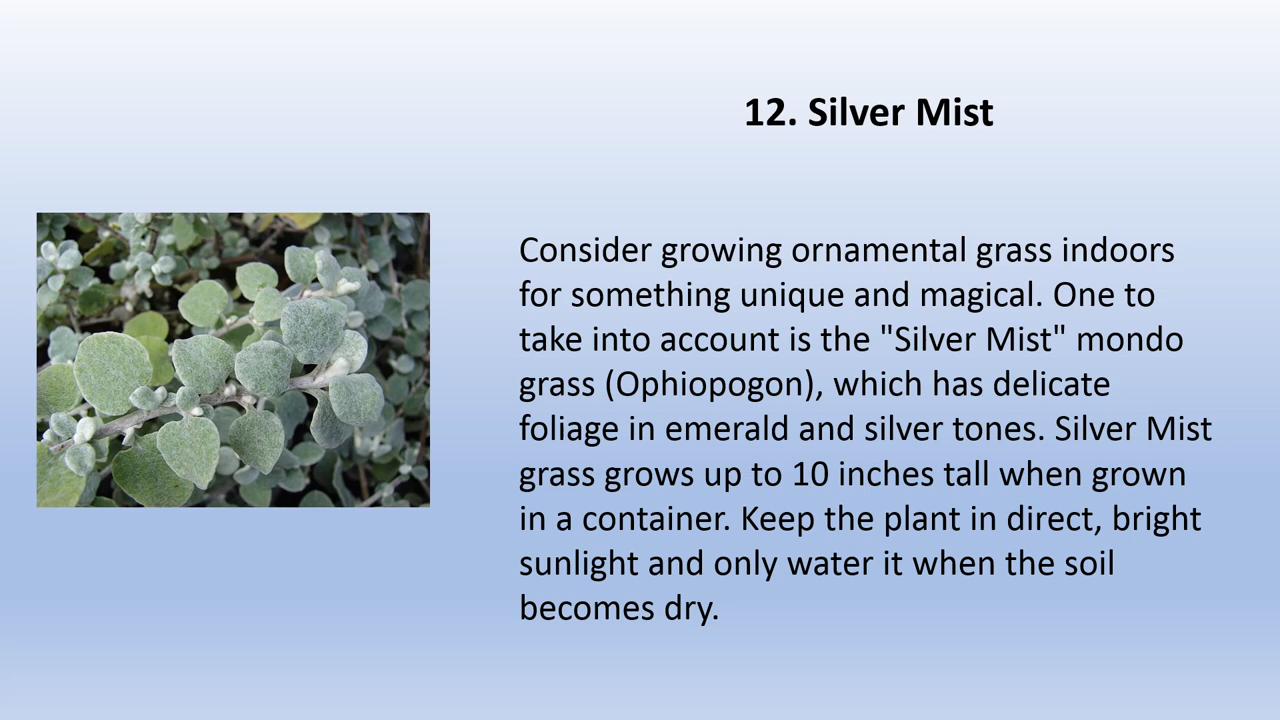 12. Silver Mist
Consider growing ornamental grass indoors
for something unique and magical. One to
take into account is the "Silver Mist" mondo
grass (Ophiopogon), which has delicate
foliage in emerald and silver tones. Silver Mist
grass grows up to 10 inches tall when grown
in a container. Keep the plant in direct, bright
sunlight and only water it when the soil
becomes dry.